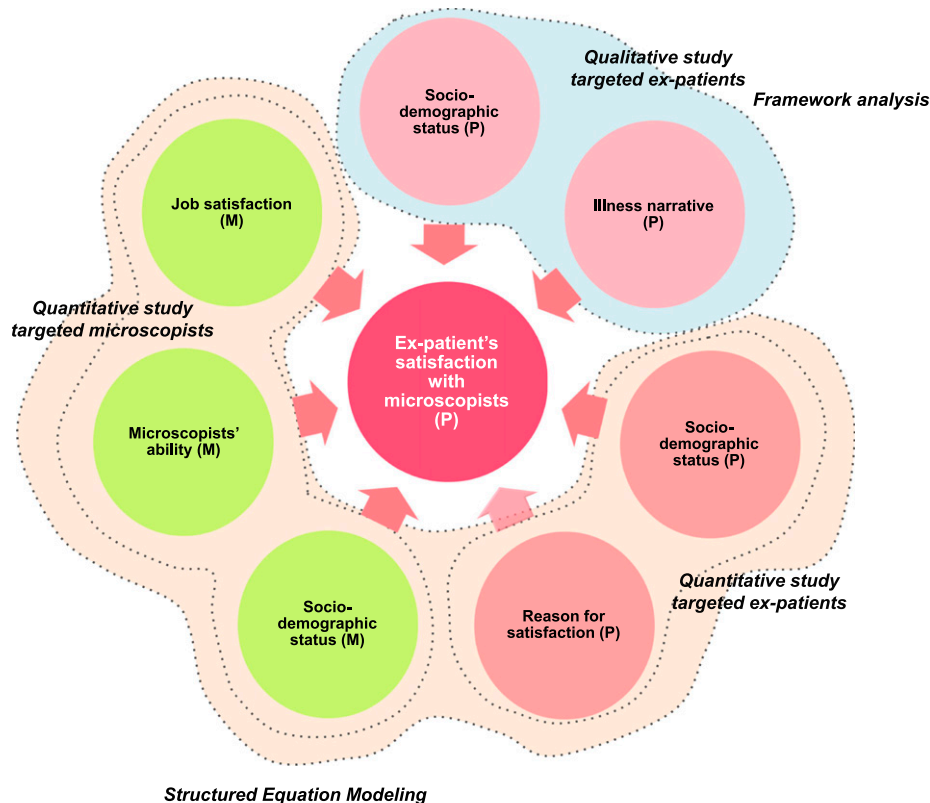 Qualitative study
targeted ex-patients
Framework analysis
Socio-
demographic
status (P)
Illness narrative
(P)
Job satisfaction
(M)
Quantitative study
targeted microscopists
Ex-patient's
satisfaction
with
microscopists
(P)
Microscopists'
ability (M)
Socio-
demographic
status (P)
Socio-
demographic
status (M)
Reason for
satisfaction (P)
Quantitative study
targeted ex-patients
Structured Equation Modeling